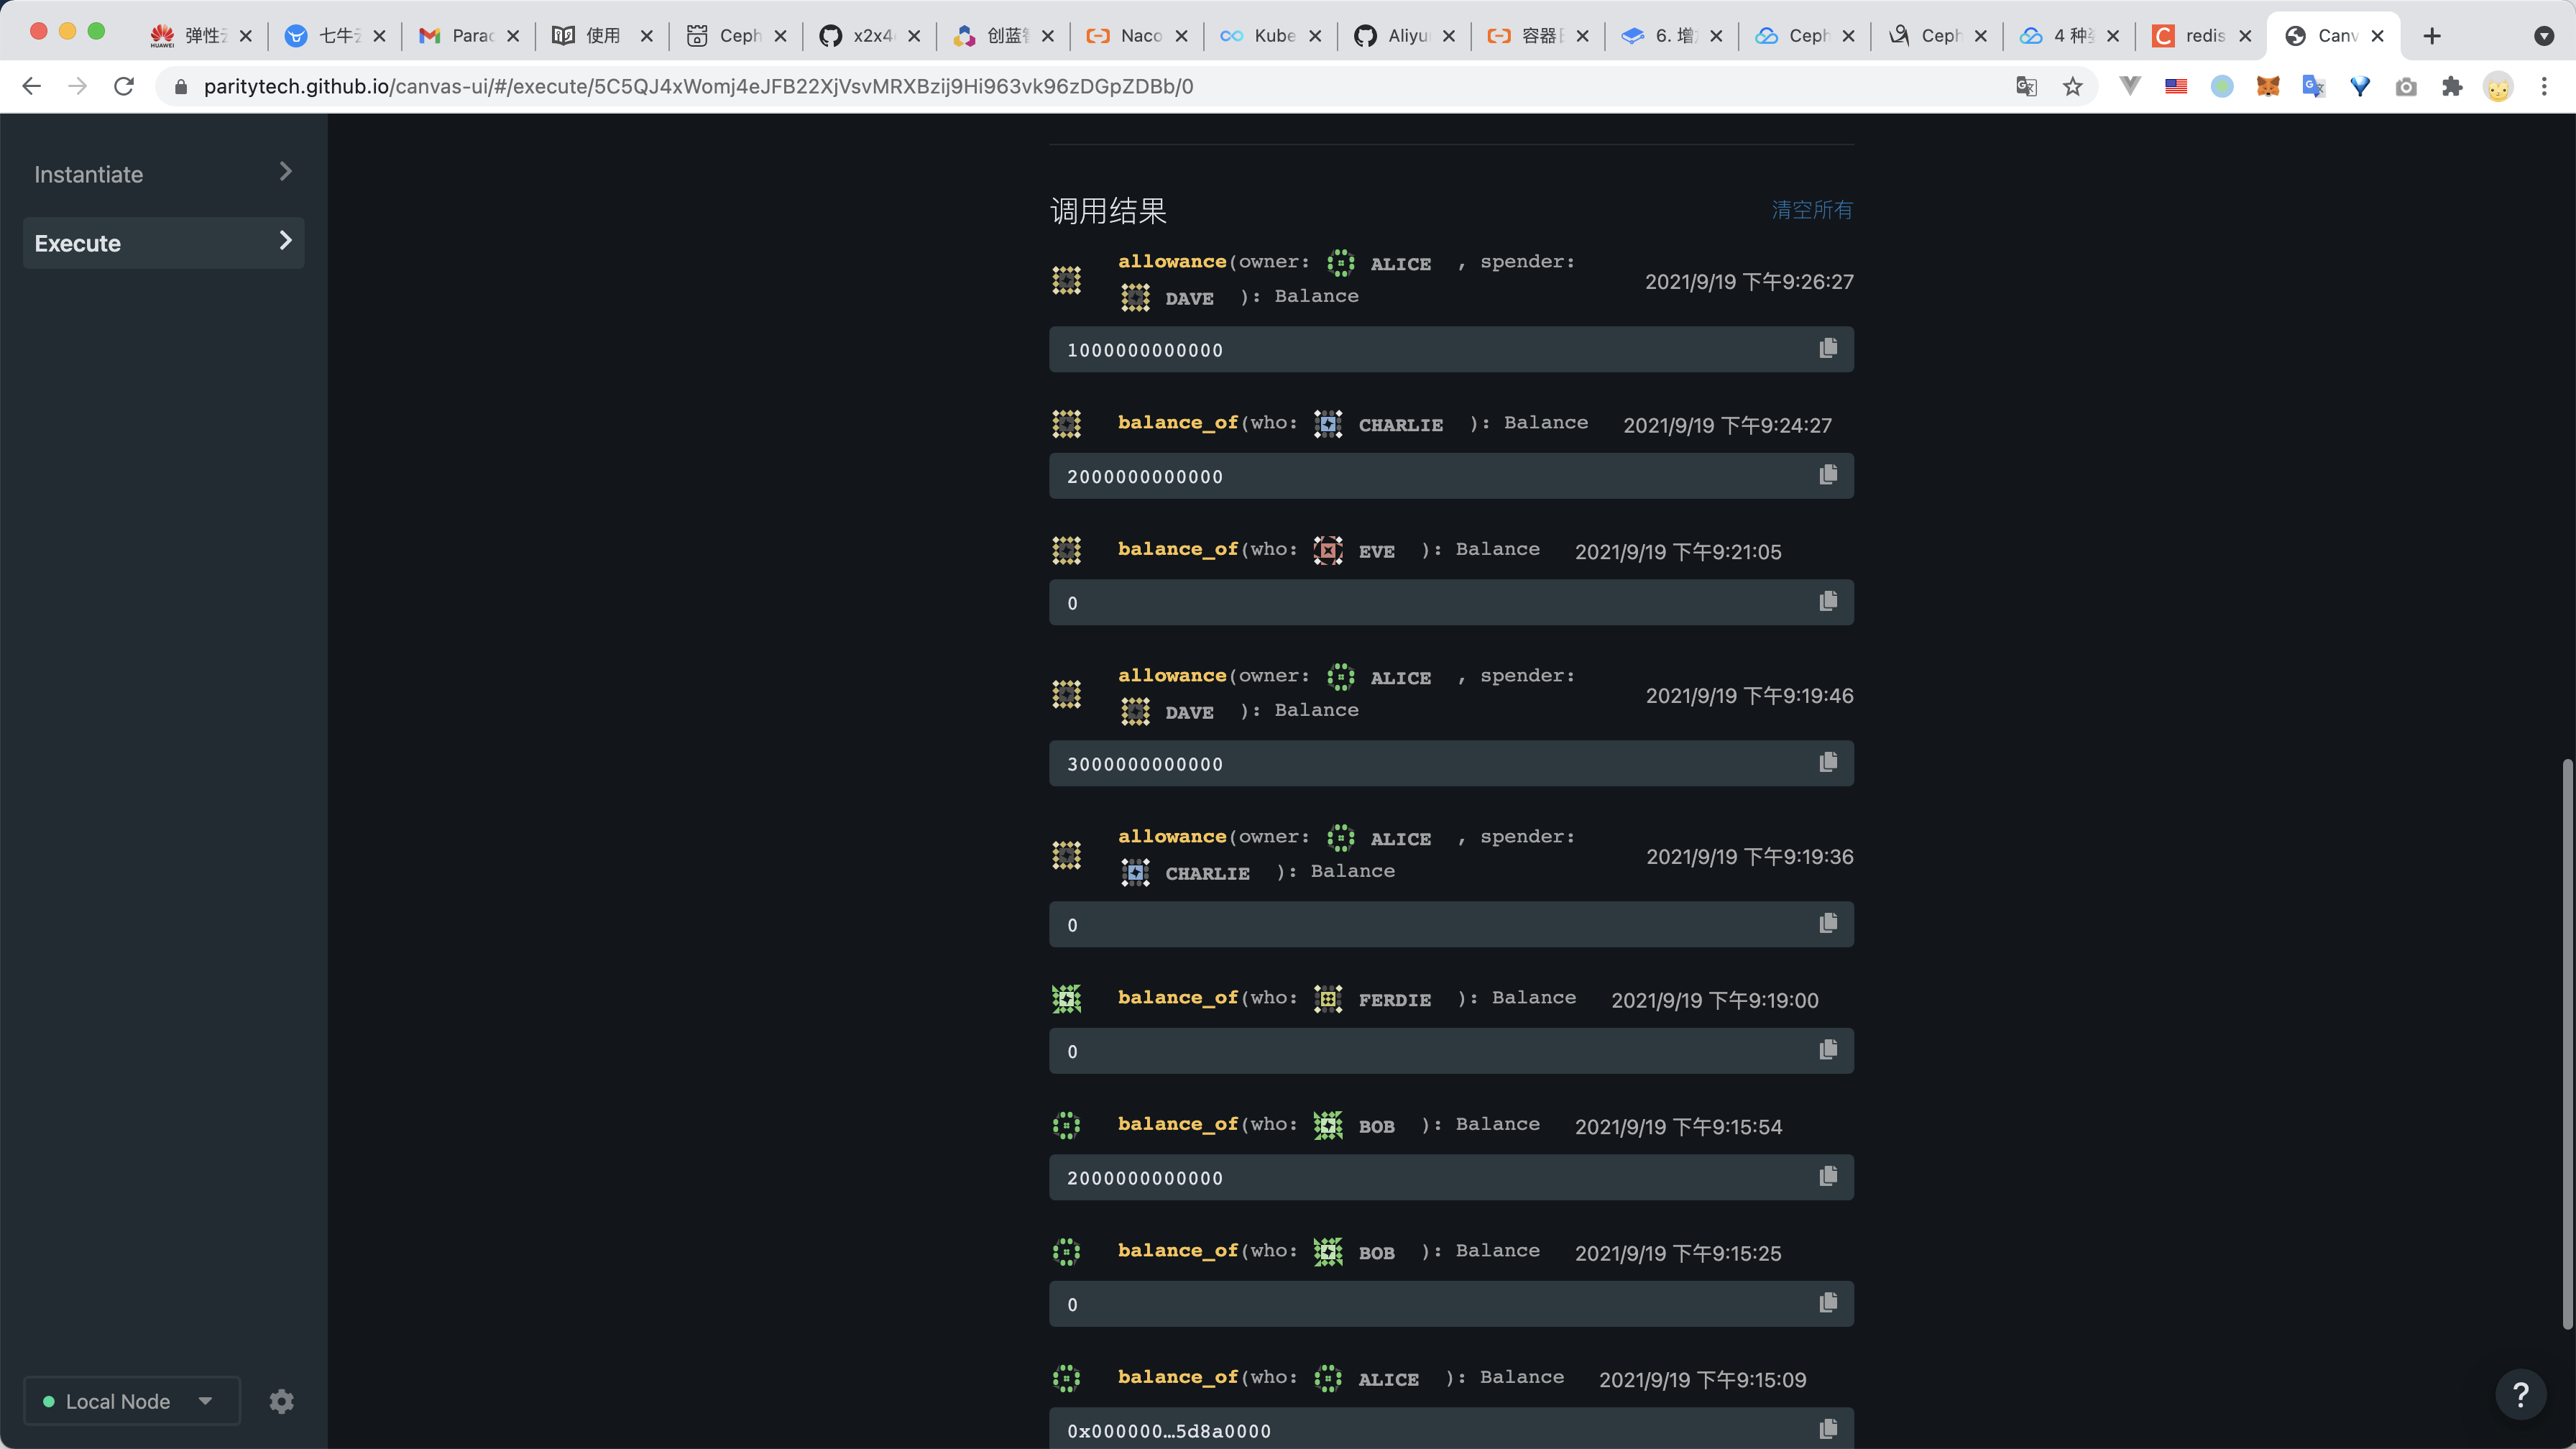 HUAWEI
弹性
七牛
Parac
使用
Ceph
x2x4
创蓝
Naco
Kube
Aliyu
容器
6. 增
Ceph
Ceph
4 种
redis
Canv
paritytech.github.io/canvas-ui/#/execute/5C5QJ4xWomj4eJFB22XjVsvMRXBzij9Hi963vk96zDGpZDBb/0
Instantiate
Execute
调用结果
清空所有
allowance(owner: ALICE , spender:
DAVE ): Balance
2021/9/19 下午9:26:27
1000000000000
balance_of(who: CHARLIE ): Balance 2021/9/19 下午9:24:27
2000000000000
balance_of(who: EVE ): Balance 2021/9/19 下午9:21:05
0
allowance(owner: ALICE , spender:
DAVE ): Balance
2021/9/19 下午9:19:46
3000000000000
allowance(owner: ALICE , spender:
CHARLIE ): Balance
2021/9/19 下午9:19:36
0
balance_of(who: FERDIE ): Balance 2021/9/19 下午9:19:00
0
balance_of(who: BOB ): Balance 2021/9/19 下午9:15:54
2000000000000
balance_of(who: BOB ): Balance 2021/9/19 下午9:15:25
0
balance_of(who: ALICE ): Balance 2021/9/19 下午9:15:09
0x000000…5d8a0000
Local Node
?